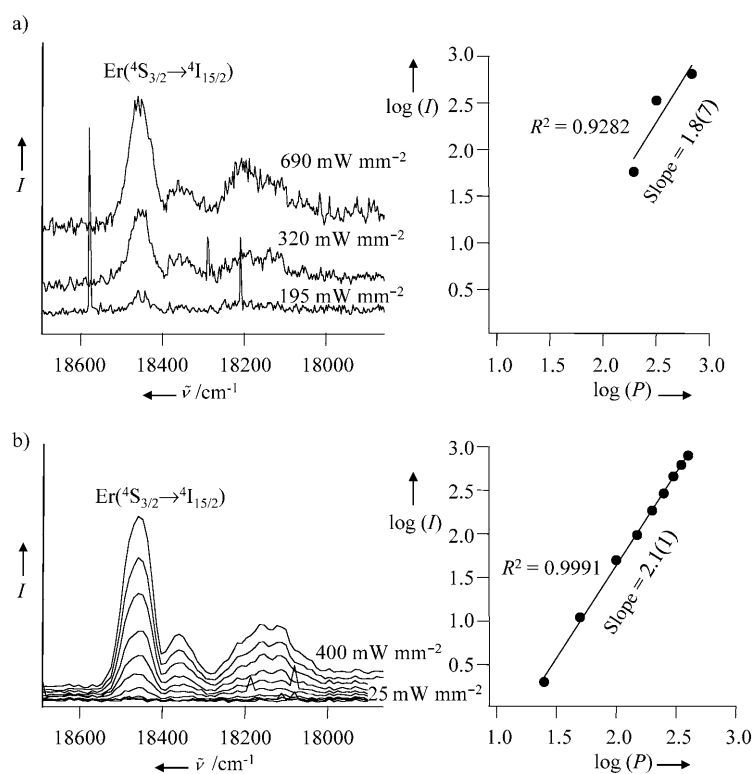 a)
Er(⁴S₃/₂→⁴I₁₅/₂)
I
690 mW mm⁻²
320 mW mm⁻²
195 mW mm⁻²
18600 18400 18200 18000
ν̃ /cm⁻¹
3.0
log (I)
2.5
R² = 0.9282
2.0
Slope = 1.8(7)
1.5
1.0
0.5
1.0 1.5 2.0 2.5 3.0
log (P)
b)
Er(⁴S₃/₂→⁴I₁₅/₂)
I
400 mW mm⁻²
25 mW mm⁻²
18600 18400 18200 18000
ν̃ /cm⁻¹
3.0
log (I)
2.5
2.0
R² = 0.9991
Slope = 2.1(1)
1.5
1.0
0.5
1.0 1.5 2.0 2.5 3.0
log (P)